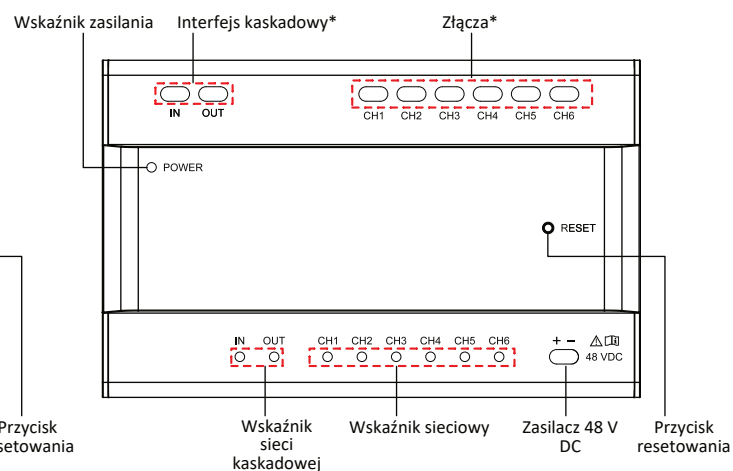 Wskaźnik zasilania Interfejs kaskadowy* Złącza*
IN OUT
CH1 CH2 CH3 CH4 CH5 CH6
POWER
RESET
IN OUT CH1 CH2 CH3 CH4 CH5 CH6
+ −
48 VDC
Przycisk
setowania
Wskaźnik
sieci
kaskadowej
Wskaźnik sieciowy
Zasilacz 48 V
DC
Przycisk
resetowania